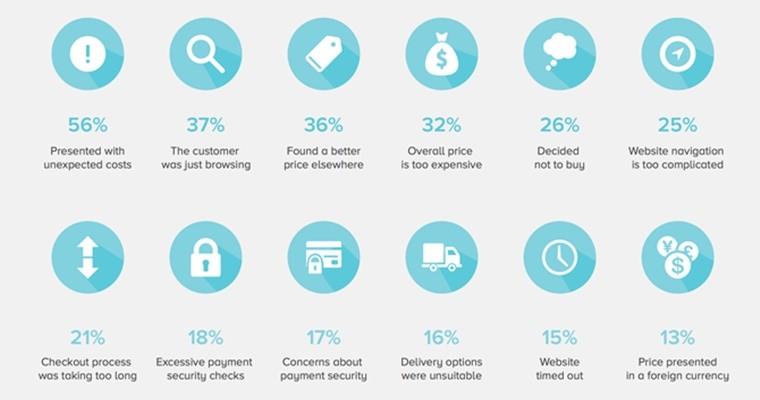 56%
Presented with
unexpected costs
37%
The customer
was just browsing
36%
Found a better
price elsewhere
32%
Overall price
is too expensive
26%
Decided
not to buy
25%
Website navigation
is too complicated
21%
Checkout process
was taking too long
18%
Excessive payment
security checks
17%
Concerns about
payment security
16%
Delivery options
were unsuitable
15%
Website
timed out
13%
Price presented
in a foreign currency